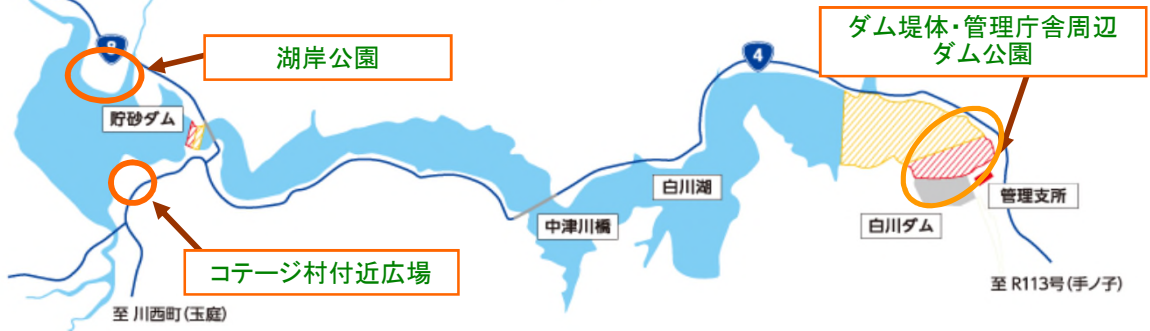 湖岸公園
ダム堤体・管理庁舎周辺
ダム公園
4
貯砂ダム
白川湖
管理支所
中津川橋
白川ダム
コテージ村付近広場
至 R113号(手ノ子)
至 川西町(玉庭)